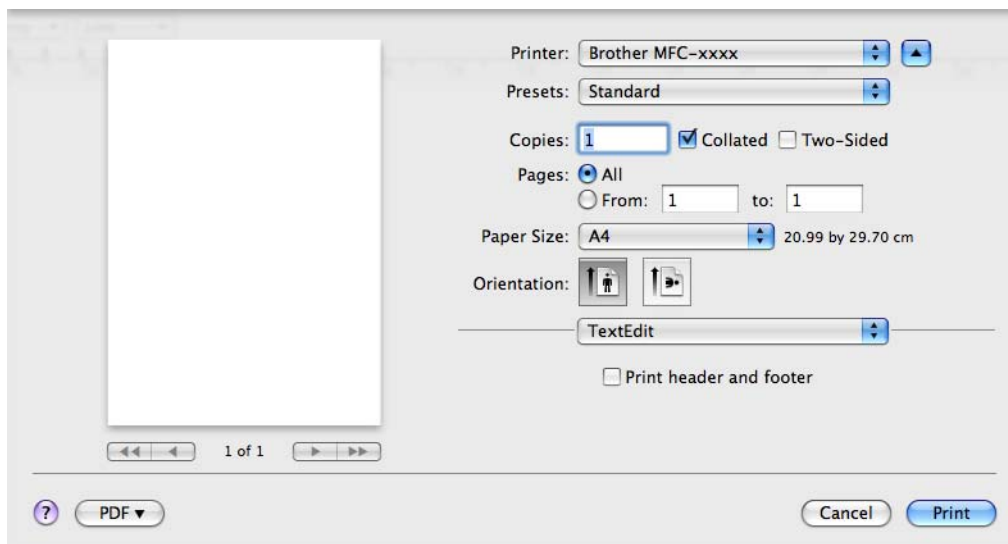 Printer: Brother MFC-xxxx
Presets: Standard
Copies: 1 Collated Two-Sided
Pages: All
From: 1 to: 1
Paper Size: A4 20.99 by 29.70 cm
Orientation:
TextEdit
Print header and footer
1 of 1
? PDF Cancel Print